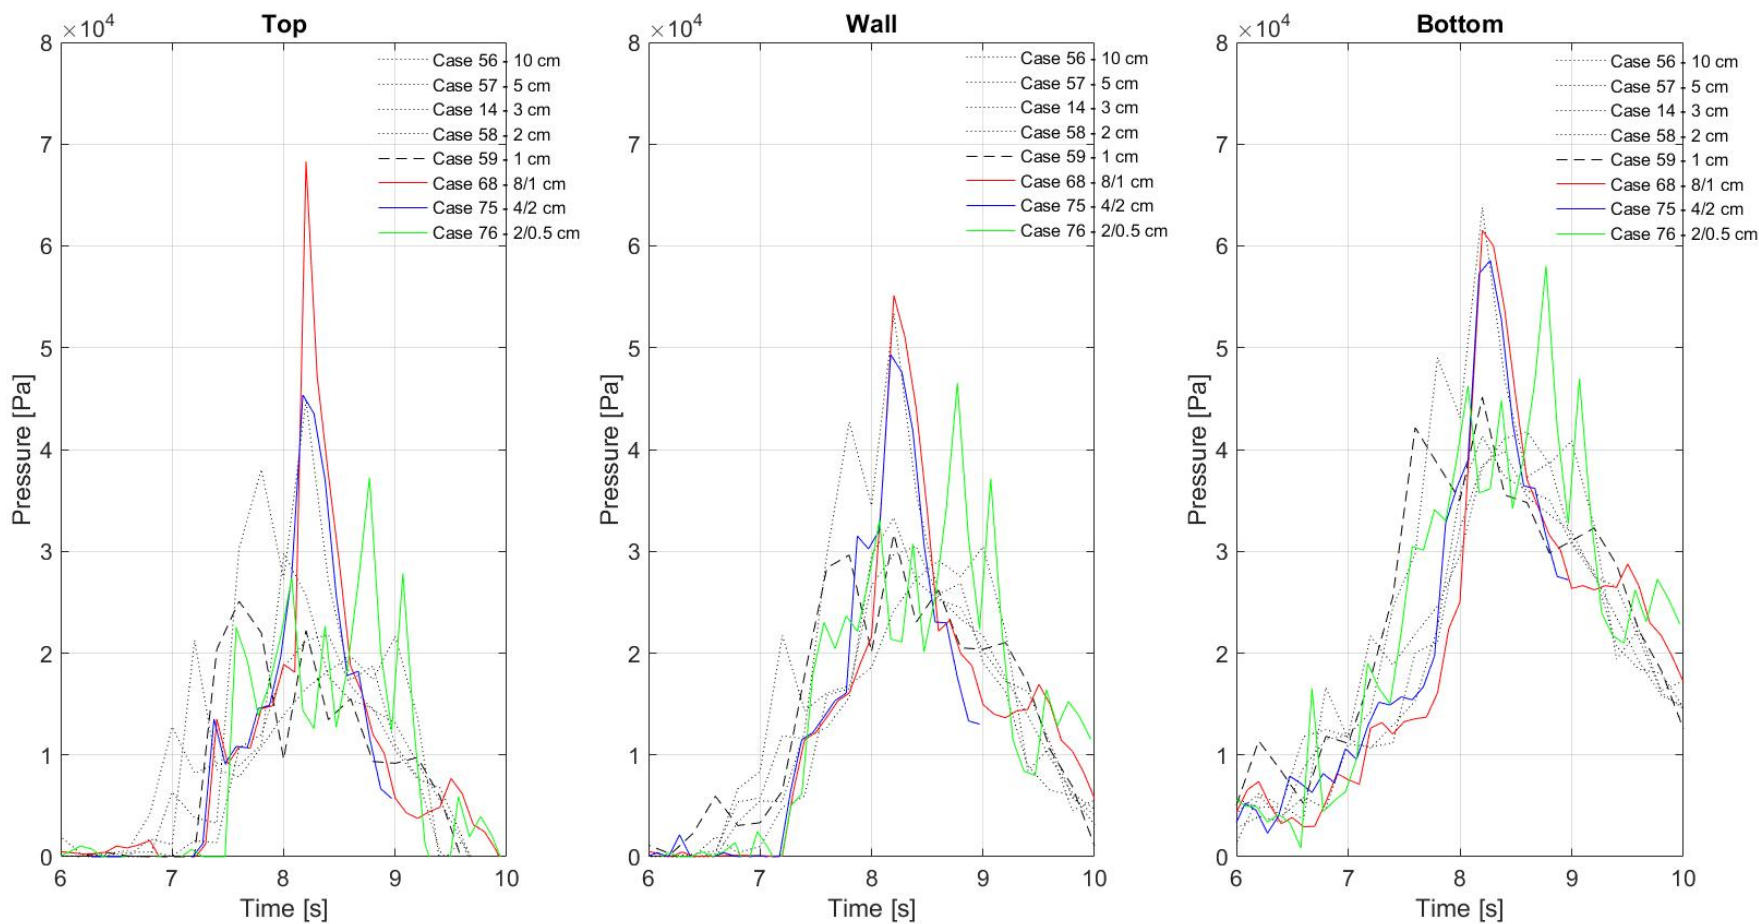 Top
×10⁴
8
7
6
5
4
3
2
1
0
Pressure [Pa]
6 7 8 9 10
Time [s]
Case 56 - 10 cm
Case 57 - 5 cm
Case 14 - 3 cm
Case 58 - 2 cm
Case 59 - 1 cm
Case 68 - 8/1 cm
Case 75 - 4/2 cm
Case 76 - 2/0.5 cm
Wall
×10⁴
8
7
6
5
4
3
2
1
0
Pressure [Pa]
6 7 8 9 10
Time [s]
Case 56 - 10 cm
Case 57 - 5 cm
Case 14 - 3 cm
Case 58 - 2 cm
Case 59 - 1 cm
Case 68 - 8/1 cm
Case 75 - 4/2 cm
Case 76 - 2/0.5 cm
Bottom
×10⁴
8
7
6
5
4
3
2
1
0
Pressure [Pa]
6 7 8 9 10
Time [s]
Case 56 - 10 cm
Case 57 - 5 cm
Case 14 - 3 cm
Case 58 - 2 cm
Case 59 - 1 cm
Case 68 - 8/1 cm
Case 75 - 4/2 cm
Case 76 - 2/0.5 cm